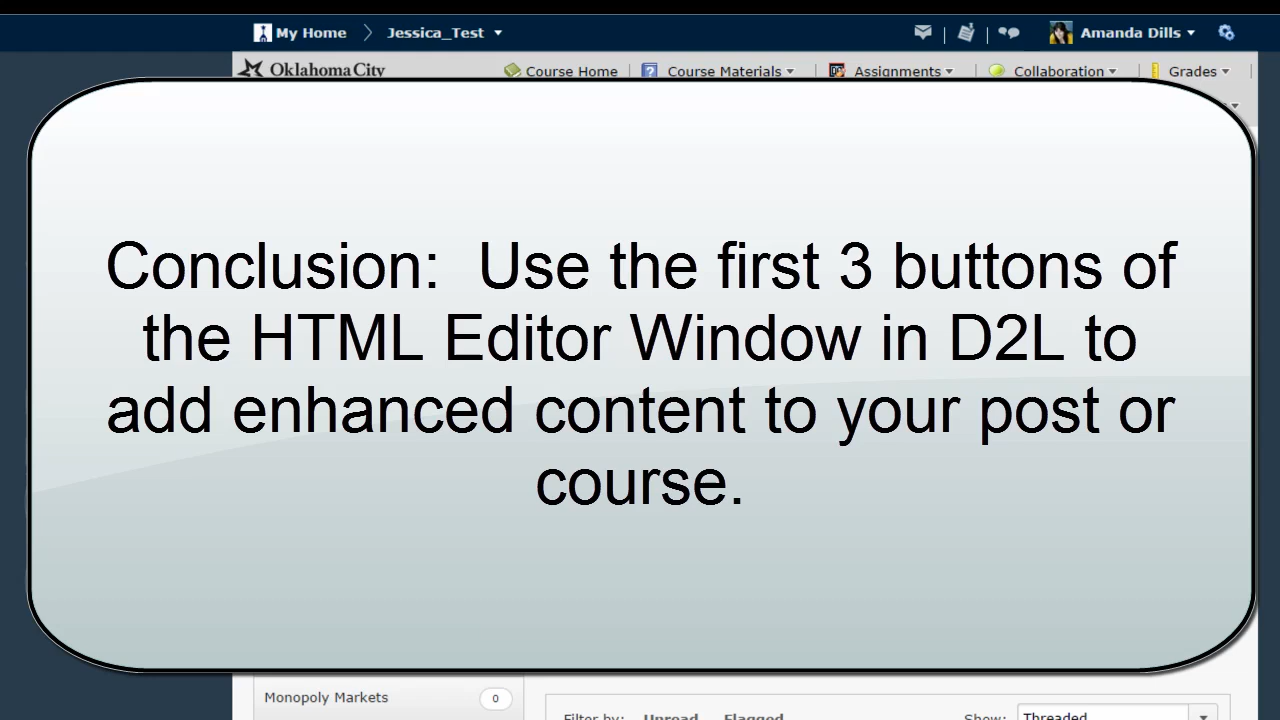 My Home Jessica_Test Amanda Dills
Oklahoma City Course Home Course Materials Assignments Collaboration Grades
Conclusion: Use the first 3 buttons of
the HTML Editor Window in D2L to
add enhanced content to your post or
course.
Monopoly Markets 0
Filter by: Unread Flagged Show: Threaded